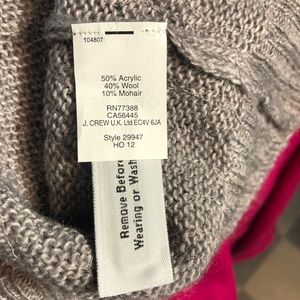 104807
50% Acrylic
40% Wool
10% Mohair
RN77388
CA56445
J. CREW U.K. Ltd EC4V 6JA
Style 29947
HO 12
Remove Before
Wearing or Wash